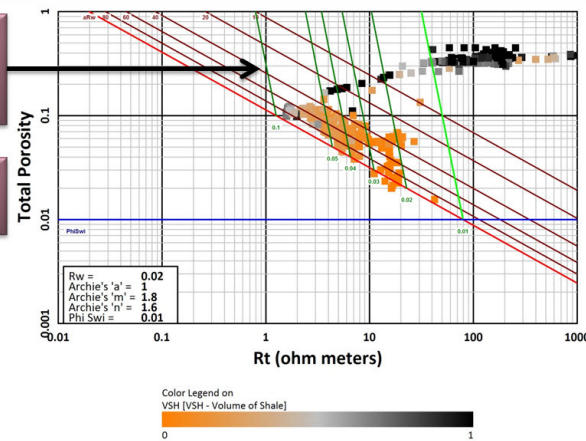 1
aRw 80 60 40 20 10
0.1
Total Porosity
0.1
0.05
0.04
0.03
0.02
0.01
0.01
PhiSwi
Rw = 0.02
Archie's 'a' = 1
Archie's 'm' = 1.8
Archie's 'n' = 1.6
Phi Swi = 0.01
0.001
0.01 0.1 1 10 100 1000
Rt (ohm meters)
Color Legend on
VSH [VSH - Volume of Shale]
0 1